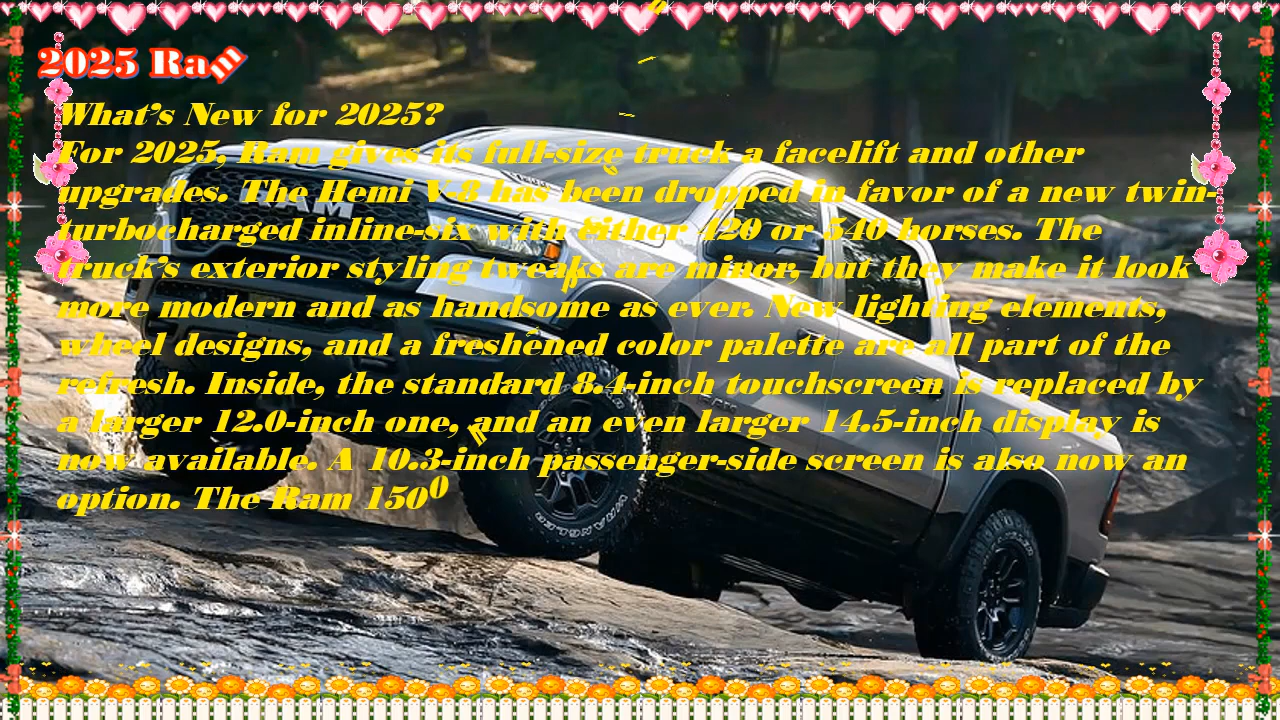 2025 Ram
What's New for 2025?
For 2025, Ram gives its full-size truck a facelift and other
upgrades. The Hemi V-8 has been dropped in favor of a new twin-
turbocharged inline-six with either 420 or 540 horses. The
truck's exterior styling tweaks are minor, but they make it look
more modern and as handsome as ever. New lighting elements,
wheel designs, and a freshened color palette are all part of the
refresh. Inside, the standard 8.4-inch touchscreen is replaced by
a larger 12.0-inch one, and an even larger 14.5-inch display is
now available. A 10.3-inch passenger-side screen is also now an
option. The Ram 1500
RAM
WRANGLER